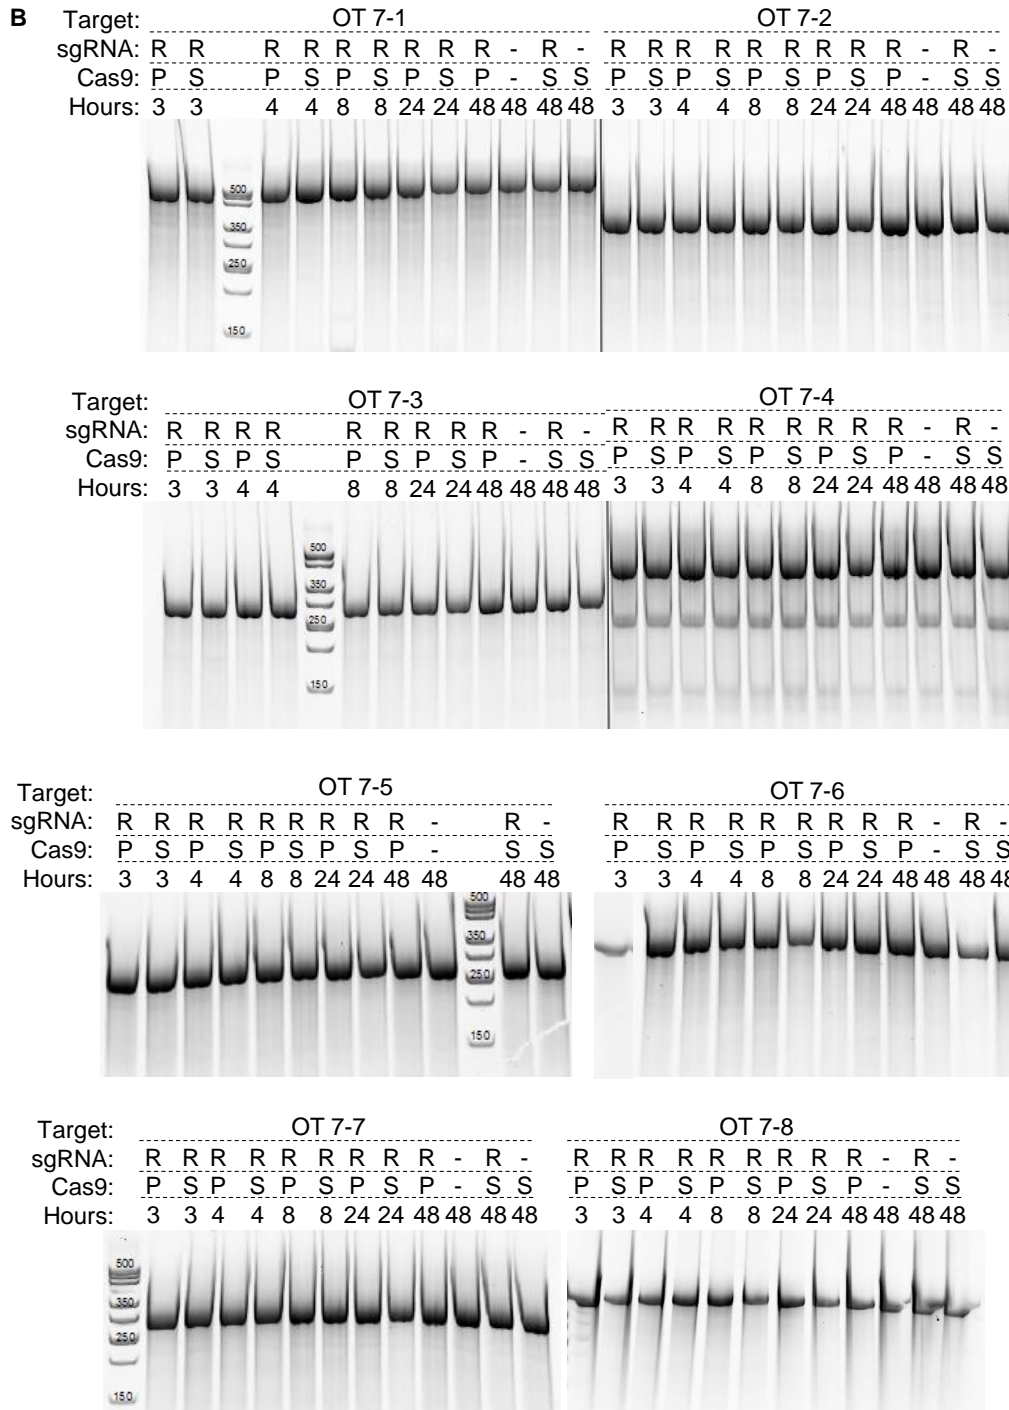 B
Target: OT 7-1 OT 7-2
sgRNA: R R R R R R R R R - R - R R R R R R R R R - R -
Cas9: P S P S P S P S P - S S P S P S P S P S P - S S
Hours: 3 3 4 4 8 8 24 24 48 48 48 48 3 3 4 4 8 8 24 24 48 48 48 48
500
350
250
150
Target: OT 7-3 OT 7-4
sgRNA: R R R R R R R R R - R - R R R R R R R R R - R -
Cas9: P S P S P S P S P - S S P S P S P S P S P - S S
Hours: 3 3 4 4 8 8 24 24 48 48 48 48 3 3 4 4 8 8 24 24 48 48 48 48
500
350
250
150
Target: OT 7-5 OT 7-6
sgRNA: R R R R R R R R R - R - R R R R R R R R R - R -
Cas9: P S P S P S P S P - S S P S P S P S P S P - S S
Hours: 3 3 4 4 8 8 24 24 48 48 48 48 3 3 4 4 8 8 24 24 48 48 48 48
500
350
250
150
Target: OT 7-7 OT 7-8
sgRNA: R R R R R R R R R - R - R R R R R R R R R - R -
Cas9: P S P S P S P S P - S S P S P S P S P S P - S S
Hours: 3 3 4 4 8 8 24 24 48 48 48 48 3 3 4 4 8 8 24 24 48 48 48 48
500
350
250
150